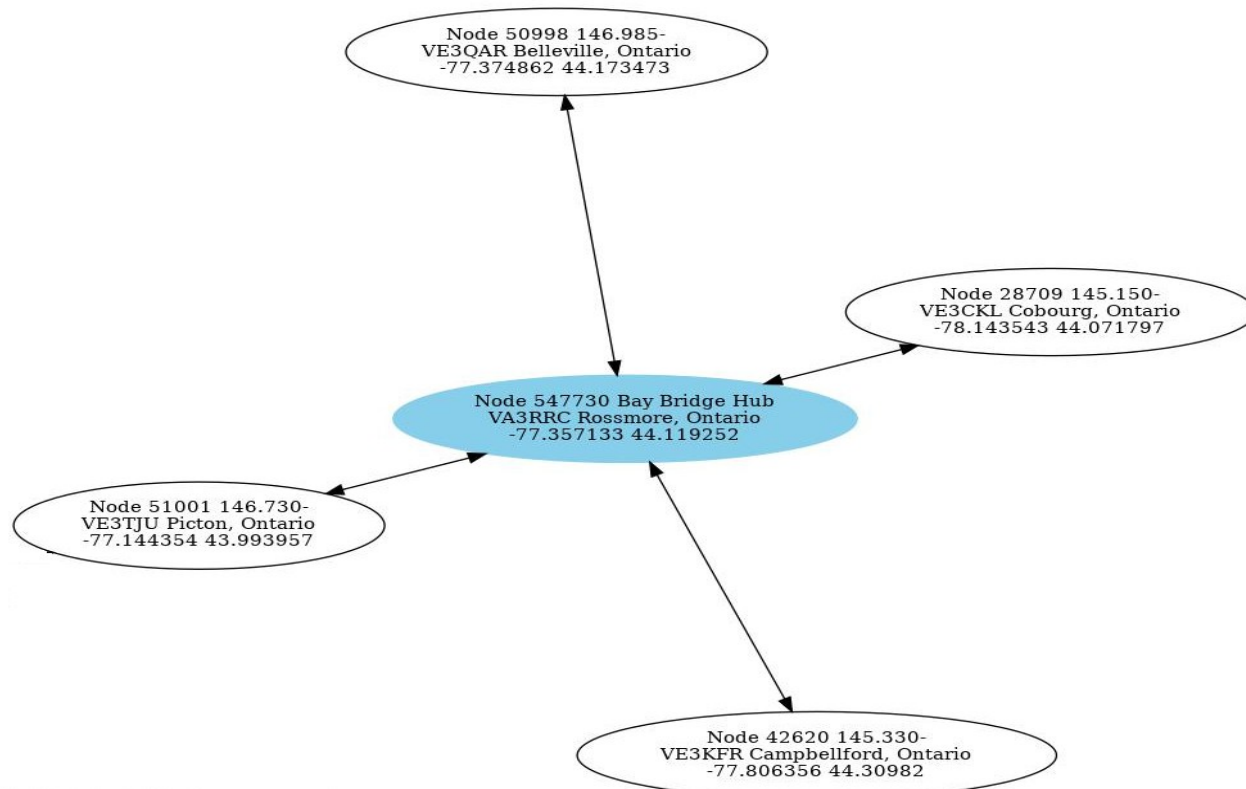 Node 50998 146.985-
VE3QAR Belleville, Ontario
-77.374862 44.173473
Node 28709 145.150-
VE3CKL Cobourg, Ontario
-78.143543 44.071797
Node 547730 Bay Bridge Hub
VA3RRC Rossmore, Ontario
-77.357133 44.119252
Node 51001 146.730-
VE3TJU Picton, Ontario
-77.144354 43.993957
Node 42620 145.330-
VE3KFR Campbellford, Ontario
-77.806356 44.30982